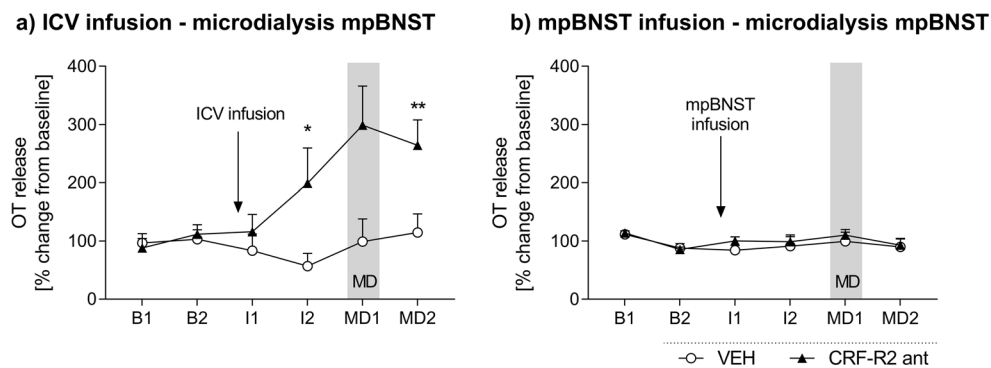 a) ICV infusion - microdialysis mpBNST
OT release
[% change from baseline]
400
300
200
100
0
ICV infusion
*
**
MD
B1 B2 I1 I2 MD1 MD2
b) mpBNST infusion - microdialysis mpBNST
OT release
[% change from baseline]
400
300
200
100
0
mpBNST
infusion
MD
B1 B2 I1 I2 MD1 MD2
VEH CRF-R2 ant